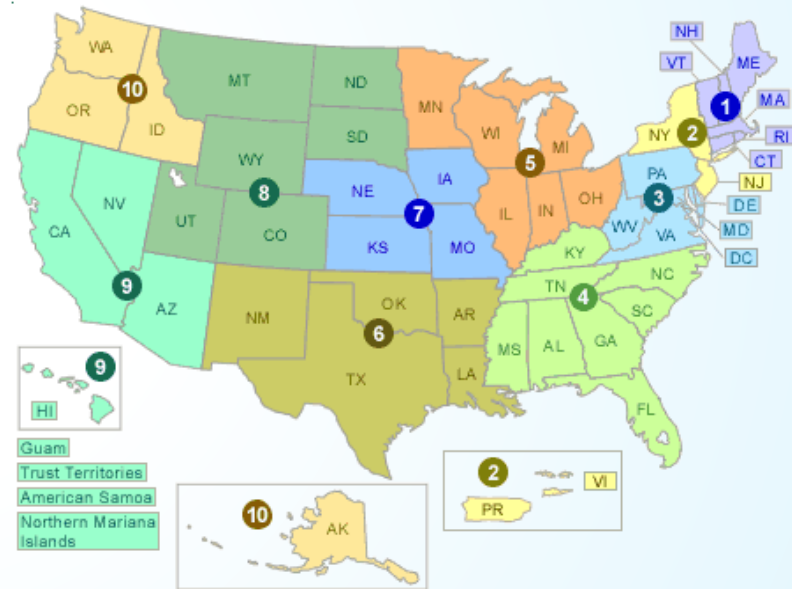 NH
WA
ME
VT
MT
ND
10
MN
1
MA
OR
ID
WI
NY
2
RI
SD
MI
CT
WY
5
PA
NJ
8
NE
IA
3
DE
NV
IL
IN
OH
WV
MD
UT
CO
7
VA
CA
KS
MO
DC
KY
9
NC
TN
4
AZ
OK
AR
SC
NM
6
MS
AL
GA
9
TX
LA
HI
FL
Guam
Trust Territories
2
VI
American Samoa
10
PR
Northern Mariana
Islands
AK